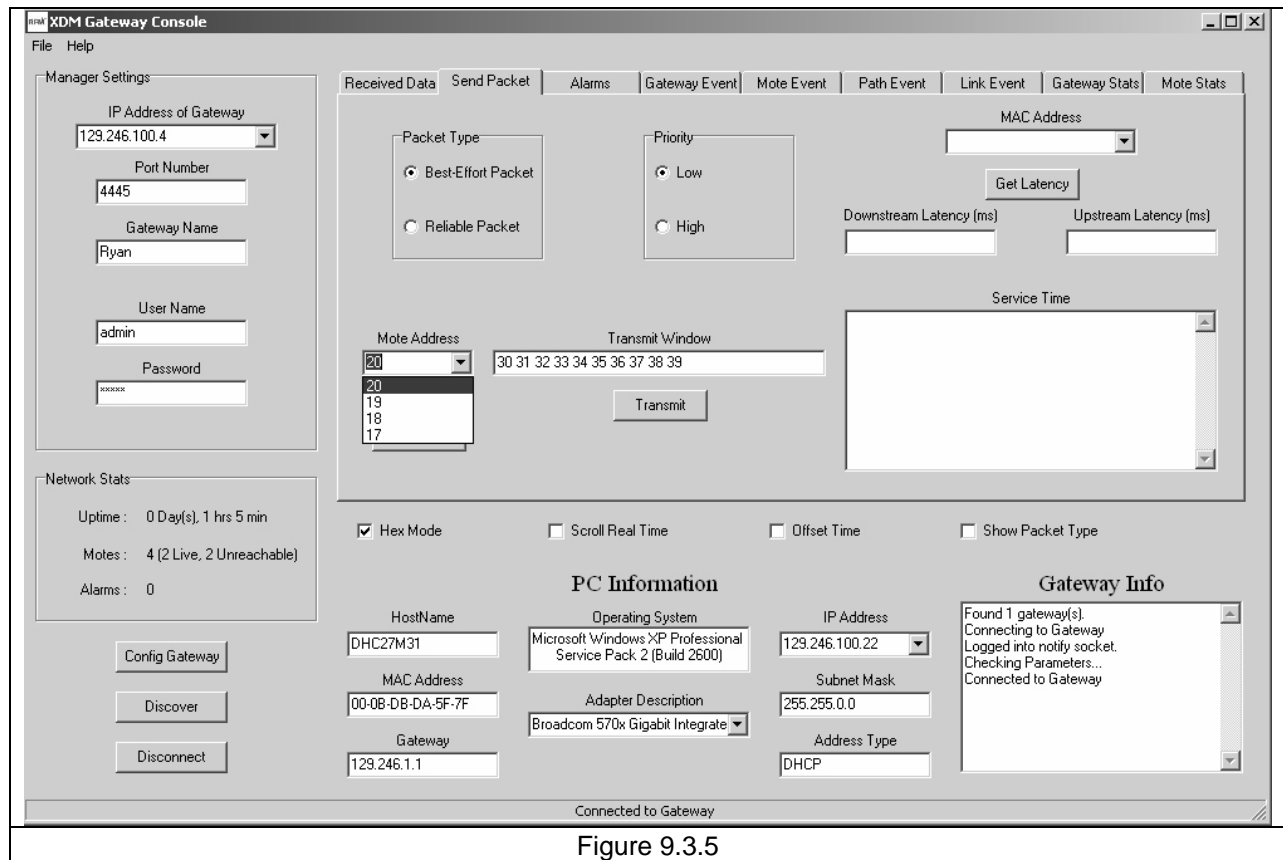 XDM Gateway Console
File Help
Manager Settings
IP Address of Gateway
129.246.100.4
Port Number
4445
Gateway Name
Ryan
User Name
admin
Password
xxxxx
Network Stats
Uptime : 0 Day(s), 1 hrs 5 min
Motes : 4 (2 Live, 2 Unreachable)
Alarms : 0
Config Gateway
Discover
Disconnect
Received Data Send Packet Alarms Gateway Event Mote Event Path Event Link Event Gateway Stats Mote Stats
Packet Type
Best-Effort Packet
Reliable Packet
Priority
Low
High
MAC Address
Get Latency
Downstream Latency (ms) Upstream Latency (ms)
Service Time
Mote Address
20
20
19
18
17
Transmit Window
30 31 32 33 34 35 36 37 38 39
Transmit
Hex Mode Scroll Real Time Offset Time Show Packet Type
PC Information
HostName
DHC27M31
MAC Address
00-0B-DB-DA-5F-7F
Gateway
129.246.1.1
Operating System
Microsoft Windows XP Professional
Service Pack 2 (Build 2600)
Adapter Description
Broadcom 570x Gigabit Integrate
IP Address
129.246.100.22
Subnet Mask
255.255.0.0
Address Type
DHCP
Gateway Info
Found 1 gateway(s).
Connecting to Gateway
Logged into notify socket.
Checking Parameters...
Connected to Gateway
Connected to Gateway
Figure 9.3.5